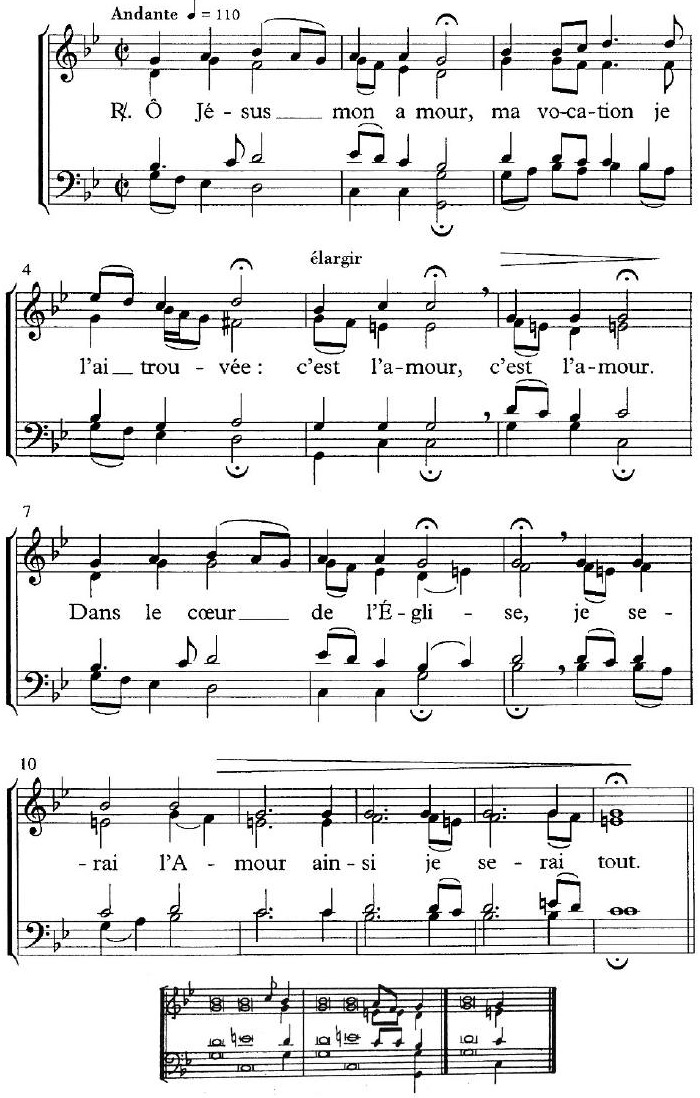 Andante ♩ = 110
℟. Ô Jé - sus mon a mour, ma vo-ca-tion je
4
élargir
l'ai trou - vée : c'est l'a-mour, c'est l'a-mour.
7
Dans le cœur de l'É-gli - se, je se -
10
- rai l'A - mour ain-si je se - rai tout.